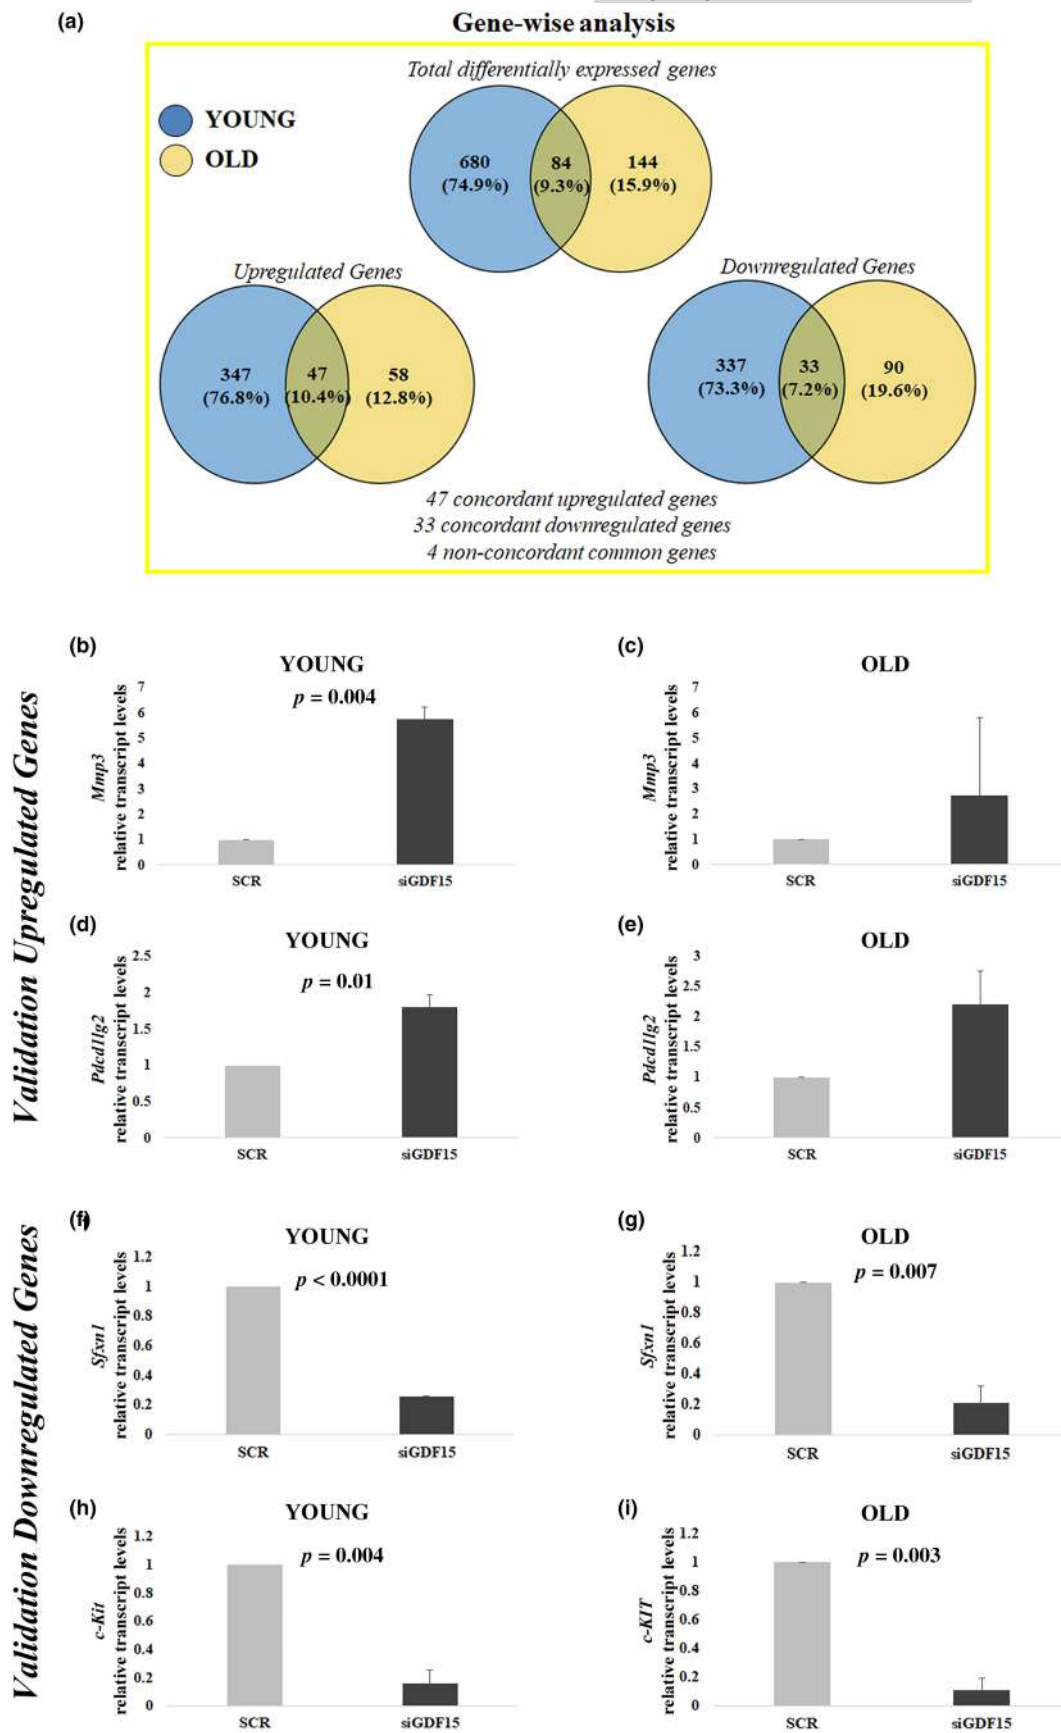 (a)
Gene-wise analysis
Total differentially expressed genes
YOUNG
OLD
680
(74.9%)
84
(9.3%)
144
(15.9%)
Upregulated Genes
Downregulated Genes
347
(76.8%)
47
(10.4%)
58
(12.8%)
337
(73.3%)
33
(7.2%)
90
(19.6%)
47 concordant upregulated genes
33 concordant downregulated genes
4 non-concordant common genes
Validation Upregulated Genes
(b)
YOUNG
p = 0.004
Mmp3
relative transcript levels
7
6
5
4
3
2
1
0
SCR
siGDF15
(c)
OLD
Mmp3
relative transcript levels
7
6
5
4
3
2
1
0
SCR
siGDF15
(d)
YOUNG
p = 0.01
Pdcd1lg2
relative transcript levels
2.5
2
1.5
1
0.5
0
SCR
siGDF15
(e)
OLD
Pdcd1lg2
relative transcript levels
3
2.5
2
1.5
1
0.5
0
SCR
siGDF15
Validation Downregulated Genes
(f)
YOUNG
p < 0.0001
Sfxn1
relative transcript levels
1.2
1
0.8
0.6
0.4
0.2
0
SCR
siGDF15
(g)
OLD
p = 0.007
Sfxn1
relative transcript levels
1.2
1
0.8
0.6
0.4
0.2
0
SCR
siGDF15
(h)
YOUNG
p = 0.004
c-Kit
relative transcript levels
1.2
1
0.8
0.6
0.4
0.2
0
SCR
siGDF15
(i)
OLD
p = 0.003
c-KIT
relative transcript levels
1.2
1
0.8
0.6
0.4
0.2
0
SCR
siGDF15